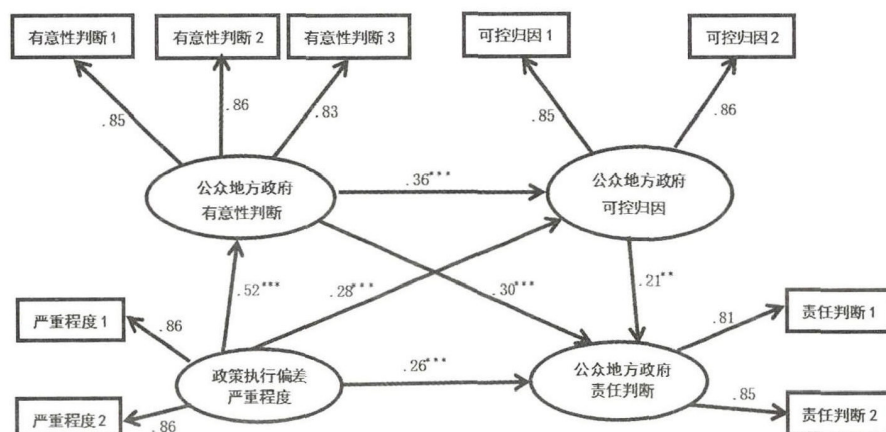 有意性判断1
有意性判断2
有意性判断3
可控归因1
可控归因2
.85
.86
.83
.85
.86
公众地方政府
有意性判断
.36***
公众地方政府
可控归因
.52***
.28***
.30***
.21**
严重程度1
.86
.81
责任判断1
政策执行偏差
严重程度
.26***
公众地方政府
责任判断
严重程度2
.86
.85
责任判断2